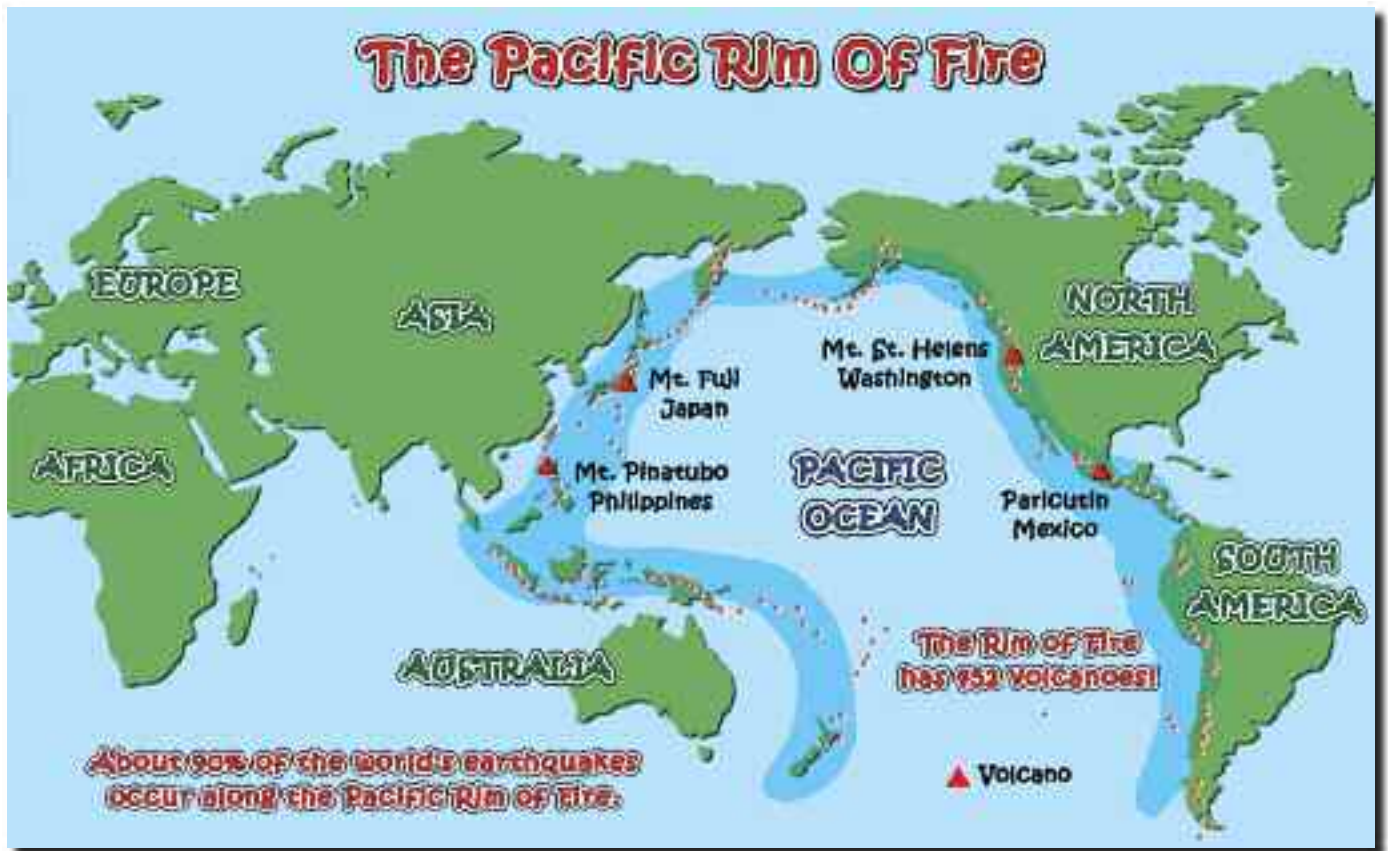 The Pacific Rim Of Fire
EUROPE
ASIA
NORTH
AMERICA
Mt. St. Helens
Washington
Mt. Fuji
Japan
AFRICA
Mt. Pinatubo
Philippines
PACIFIC
OCEAN
Paricutin
Mexico
SOUTH
AMERICA
AUSTRALIA
The Rim of Fire
has 452 Volcanoes!
About 90% of the world's earthquakes
occur along the Pacific Rim of Fire.
Volcano